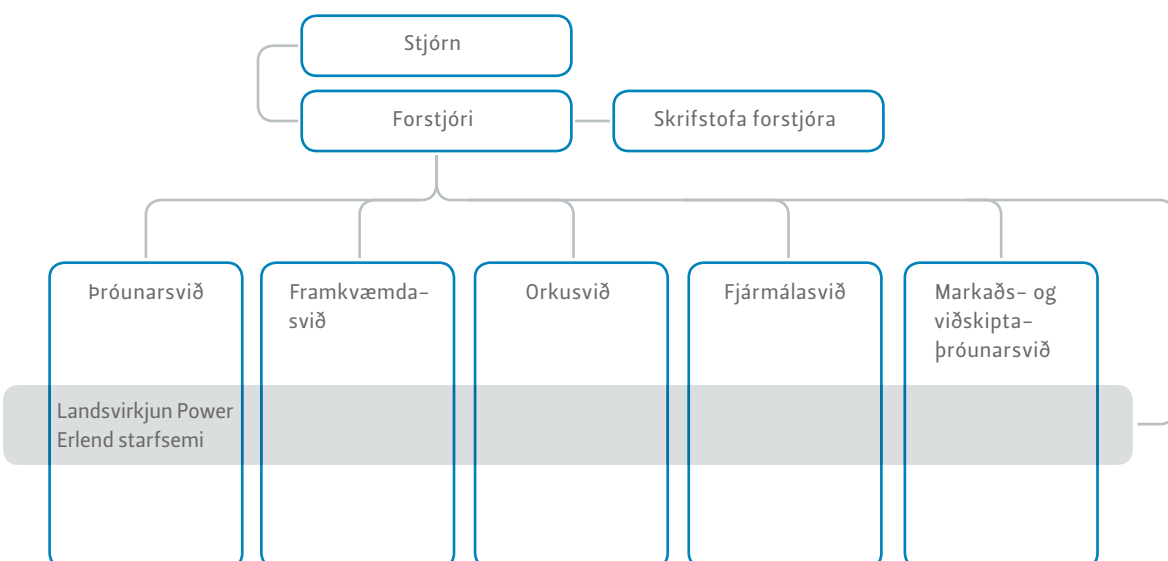 Stjórn
Forstjóri
Skrifstofa forstjóra
Þróunarsvið
Framkvæmda–
svið
Orkusvið
Fjármálasvið
Markaðs– og
viðskipta–
þróunarsvið
Landsvirkjun Power
Erlend starfsemi